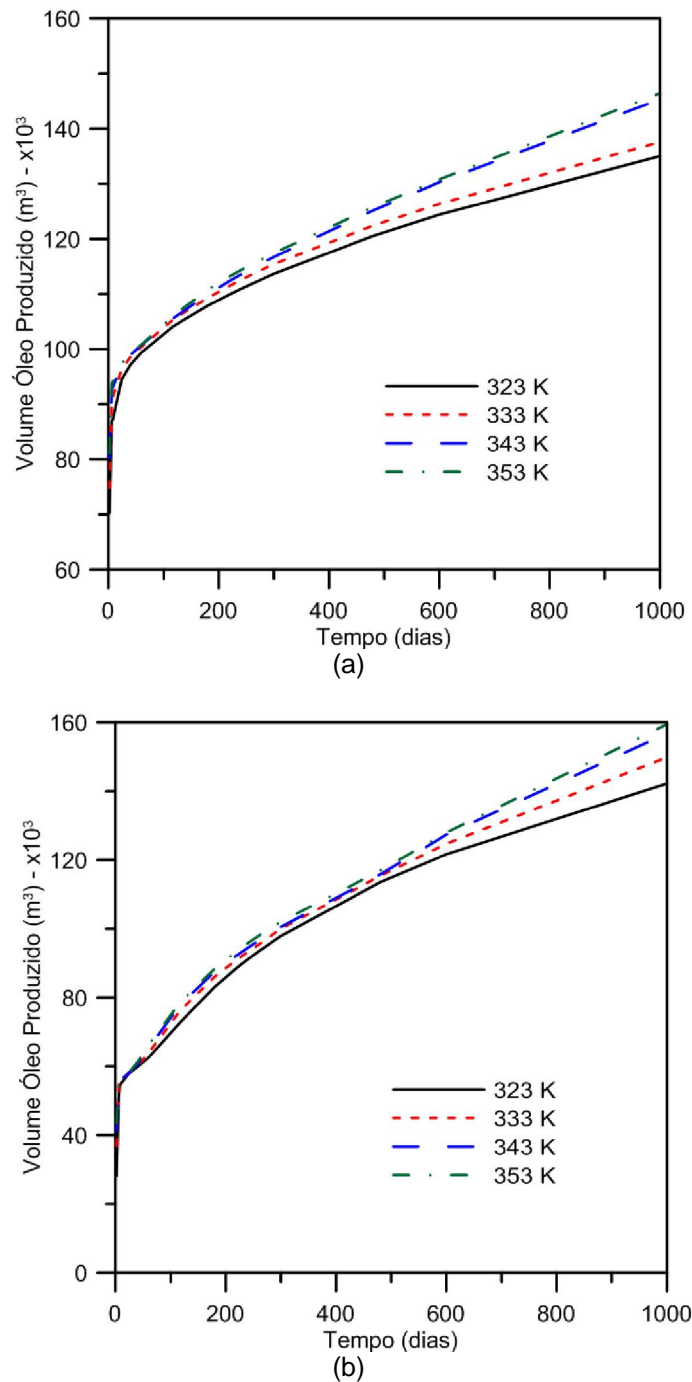 160
140
120
100
80
60
Volume Óleo Produzido (m³) - x10³
323 K
333 K
343 K
353 K
0 200 400 600 800 1000
Tempo (dias)
(a)
160
120
80
40
0
Volume Óleo Produzido (m³) - x10³
323 K
333 K
343 K
353 K
0 200 400 600 800 1000
Tempo (dias)
(b)